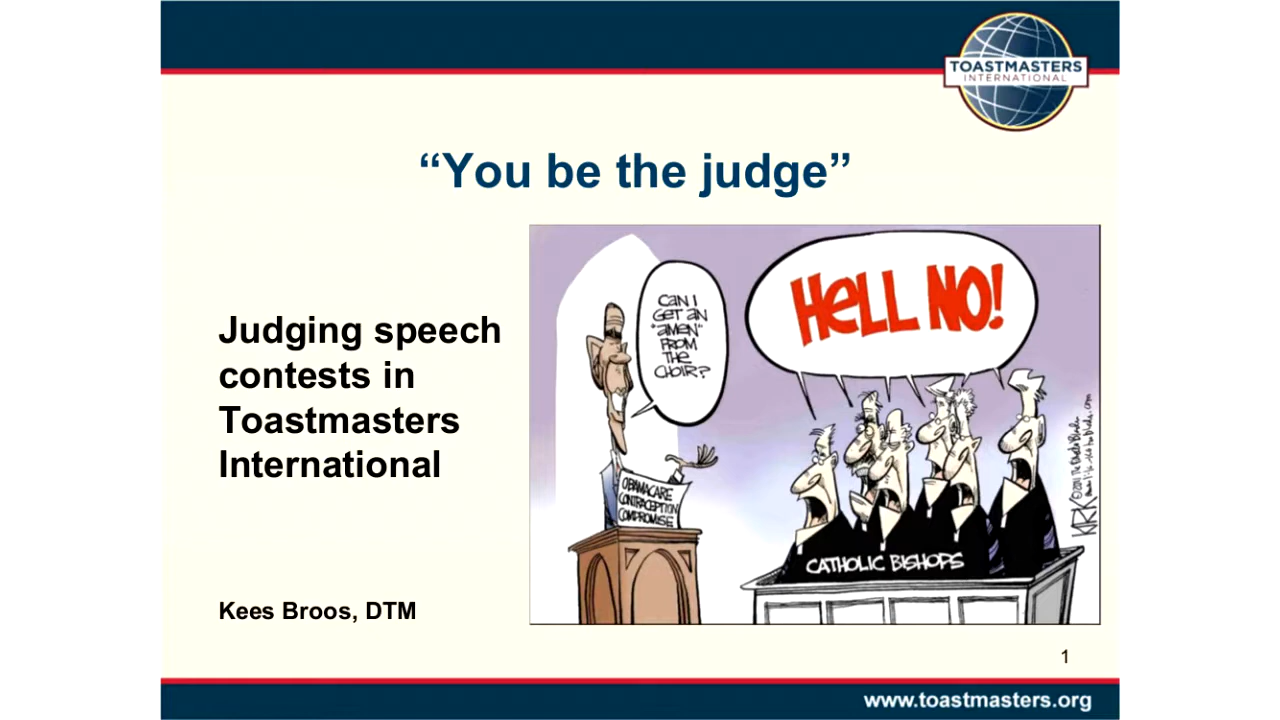 TOASTMASTERS
INTERNATIONAL
“You be the judge”
Judging speech
contests in
Toastmasters
International
Kees Broos, DTM
CAN I
GET AN
"AMEN"
FROM
THE
CHOIR?
HELL NO!
OBAMACARE
CONTRACEPTION
COMPROMISE
CATHOLIC BISHOPS
KIRK
1
www.toastmasters.org